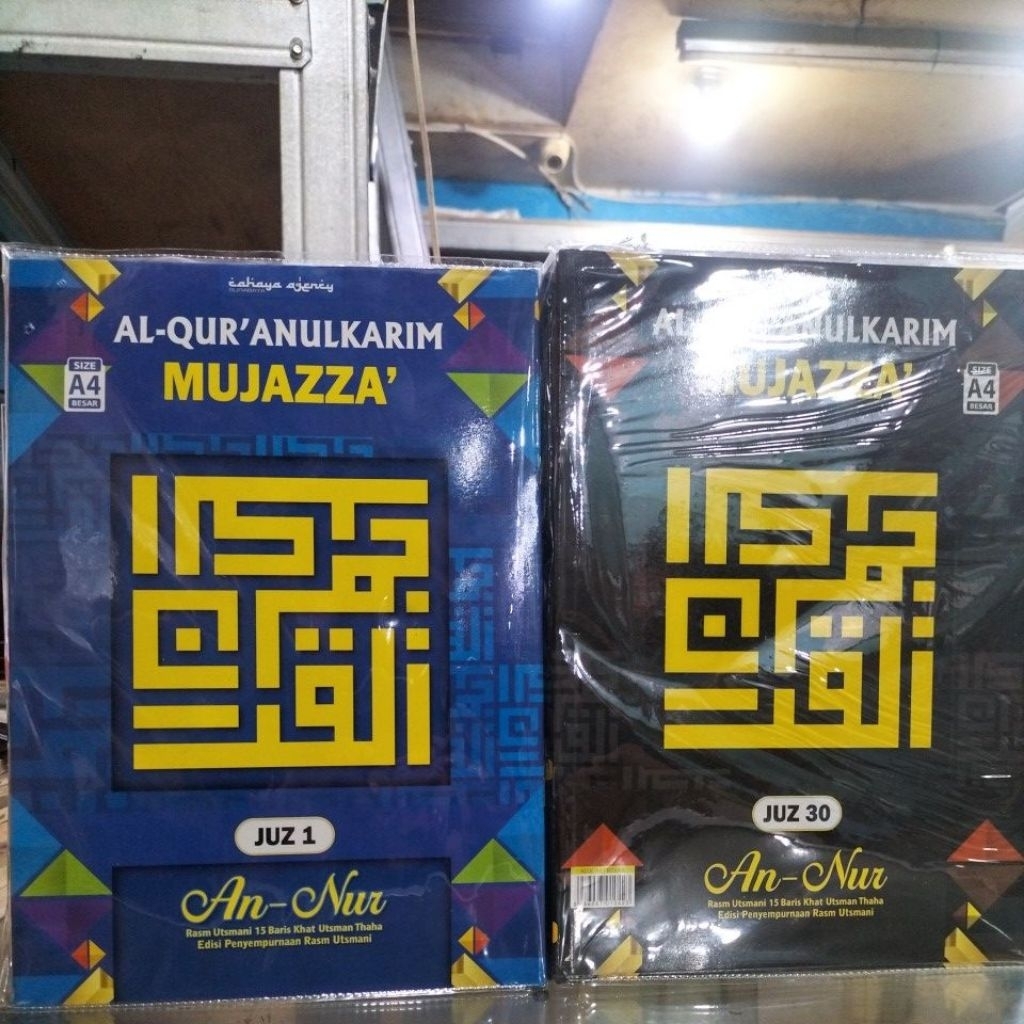 cahaya agency
SURABAYA
AL-QUR'ANULKARIM
MUJAZZA'
SIZE
A4
BESAR
القرآن الكريم
JUZ 1
An-Nur
Rasm Utsmani 15 Baris Khat Utsman Thaha
Edisi Penyempurnaan Rasm Utsmani
AL-QUR'ANULKARIM
MUJAZZA'
SIZE
A4
BESAR
القرآن الكريم
JUZ 30
An-Nur
Rasm Utsmani 15 Baris Khat Utsman Thaha
Edisi Penyempurnaan Rasm Utsmani